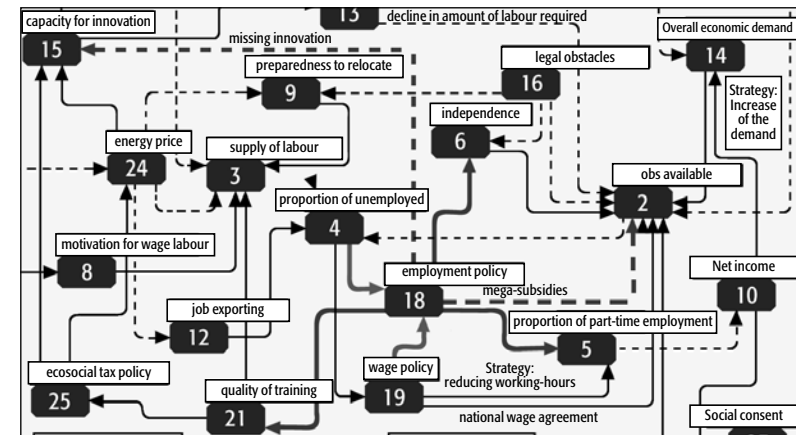 13
decline in amount of labour required
capacity for innovation
Overall economic demand
15
missing innovation
14
preparedness to relocate
legal obstacles
9
16
Strategy:
Increase
of the
demand
independence
6
energy price
24
supply of labour
3
obs available
2
proportion of unemployed
4
motivation for wage labour
8
employment policy
18
mega-subsidies
Net income
10
job exporting
12
proportion of part-time employment
5
wage policy
19
Strategy:
reducing working-hours
ecosocial tax policy
25
quality of training
21
national wage agreement
Social consent